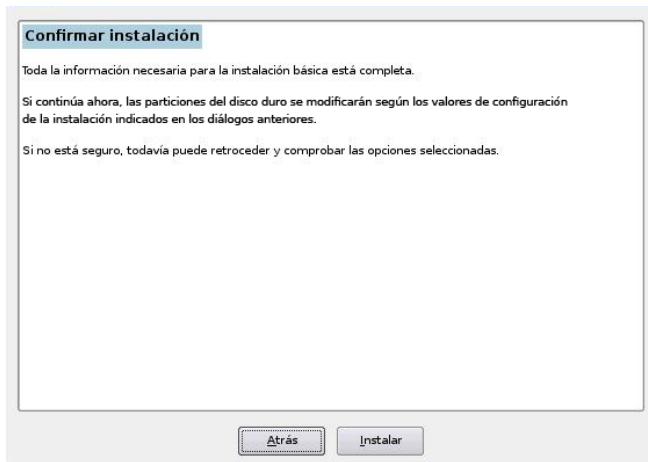 Confirmar instalación
Toda la información necesaria para la instalación básica está completa.
Si continúa ahora, las particiones del disco duro se modificarán según los valores de configuración
de la instalación indicados en los diálogos anteriores.
Si no está seguro, todavía puede retroceder y comprobar las opciones seleccionadas.
Atrás
Instalar